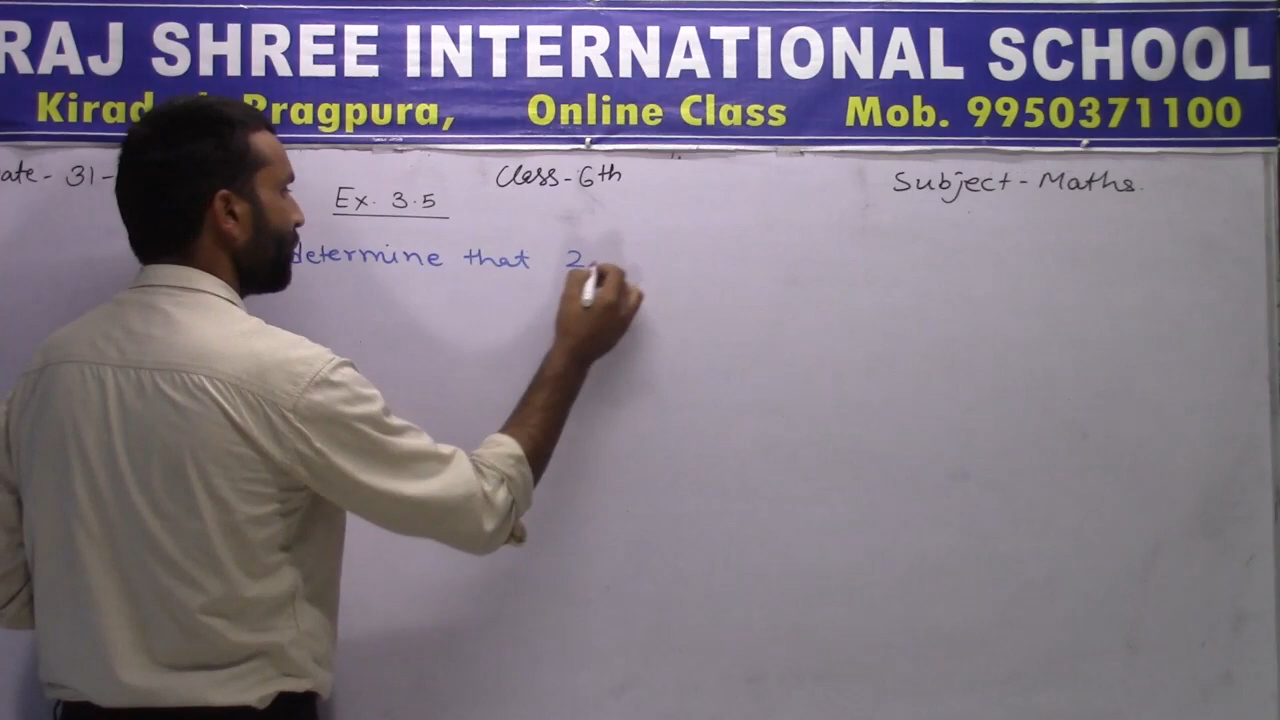 RAJ SHREE INTERNATIONAL SCHOOL
Pragpura, Online Class Mob. 9950371100
ate - 31- Class - 6th Subject - Maths.
Ex. 3.5
determine that 2